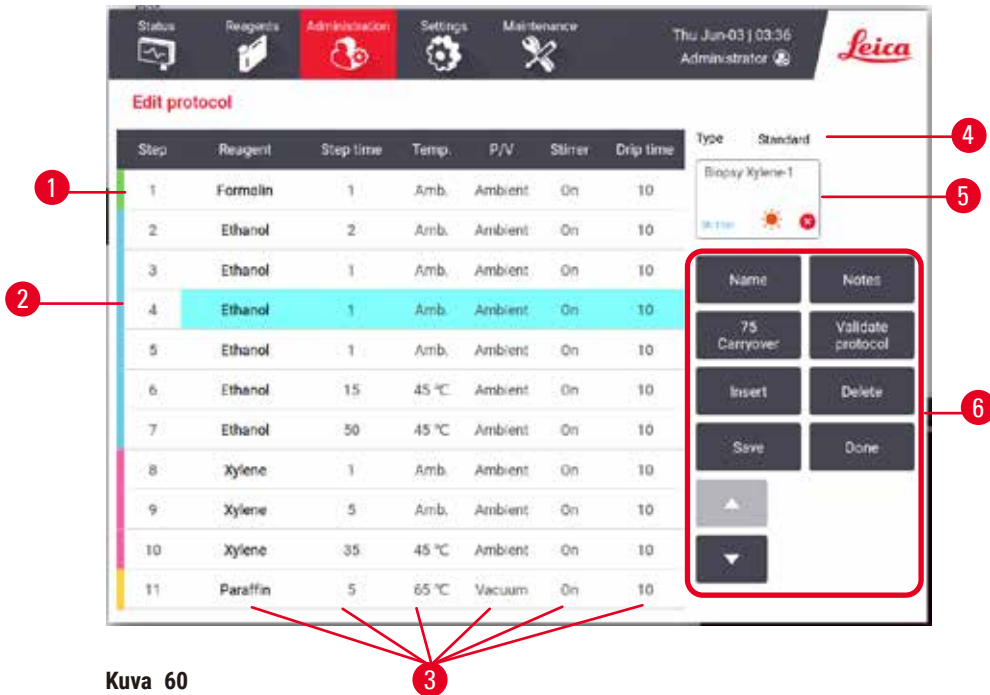 Status Reagents Administration Settings Maintenance
Thu Jun-03 | 03:36
Administrator
Leica
Edit protocol
Step Reagent Step time Temp. P/V Stirrer Drip time
1 Formalin 1 Amb. Ambient On 10
2 Ethanol 2 Amb. Ambient On 10
3 Ethanol 1 Amb. Ambient On 10
4 Ethanol 1 Amb. Ambient On 10
5 Ethanol 1 Amb. Ambient On 10
6 Ethanol 15 45 °C Ambient On 10
7 Ethanol 50 45 °C Ambient On 10
8 Xylene 1 Amb. Ambient On 10
9 Xylene 5 Amb. Ambient On 10
10 Xylene 35 45 °C Ambient On 10
11 Paraffin 5 65 °C Vacuum On 10
Type Standard
Biopsy Xylene-1
Name Notes
75
Carryover
Validate
protocol
Insert Delete
Save Done
1
2
3
4
5
6
Kuva 60